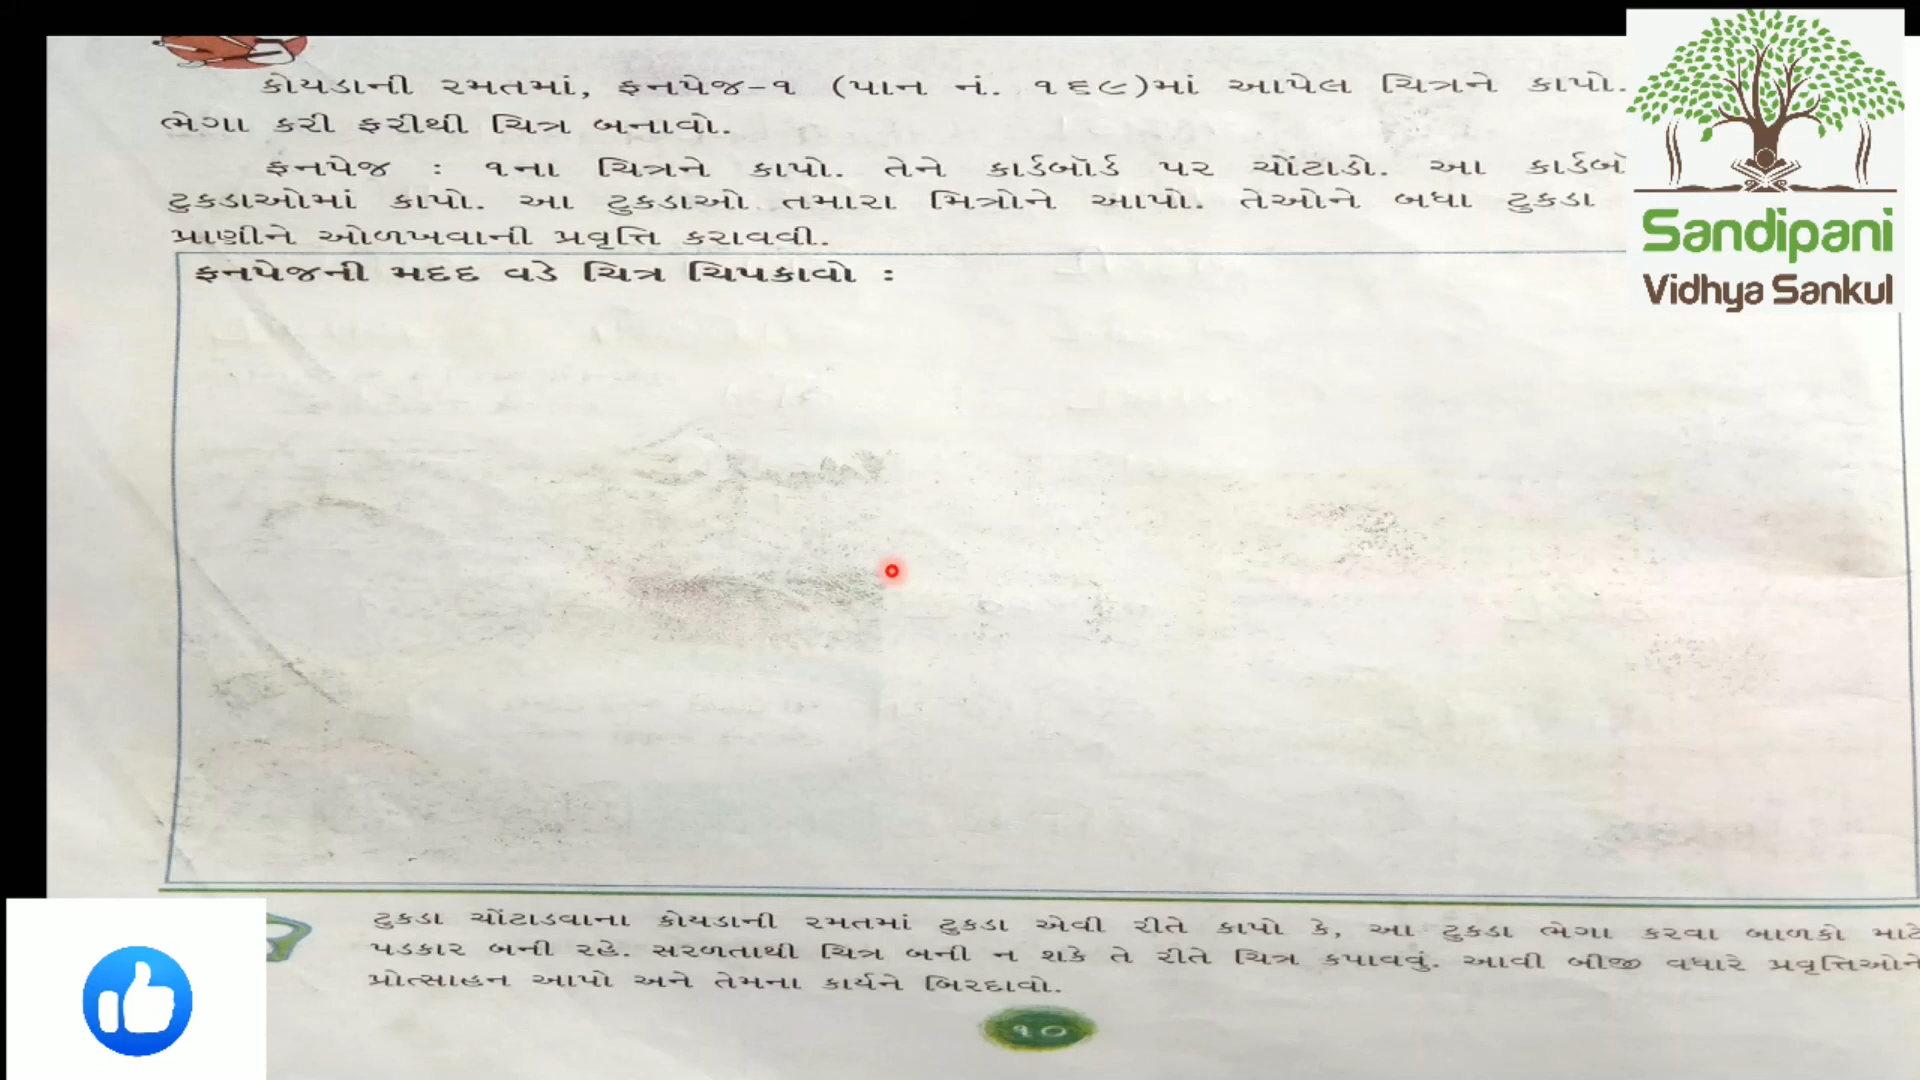 કોયડાની રમતમાં, ફનપેજ-૧ (પાન નં. ૧૬૯)માં આપેલ ચિત્રને કાપો.
ભેગા કરી ફરીથી ચિત્ર બનાવો.
ફનપેજ : ૧ના ચિત્રને કાપો. તેને કાર્ડબૉર્ડ પર ચોંટાડો. આ
ટુકડાઓમાં કાપો. આ ટુકડાઓ તમારા મિત્રોને આપો. તેઓને બધા ટુકડા
પ્રાણીને ઓળખવાની પ્રવૃત્તિ કરાવવી.
ફનપેજની મદદ વડે ચિત્ર ચિપકાવો :
Sandipani
Vidhya Sankul
ટુકડા ચોંટાડવાના કોયડાની રમતમાં ટુકડા એવી રીતે કાપો કે, આ ટુકડા ભેગા કરવા બાળકો માટે
પડકાર બની રહે. સરળતાથી ચિત્ર બની ન શકે તે રીતે ચિત્ર કપાવવું. આવી બીજી વધારે પ્રવૃત્તિઓને
પ્રોત્સાહન આપો અને તેમના કાર્યને બિરદાવો.
૧૦